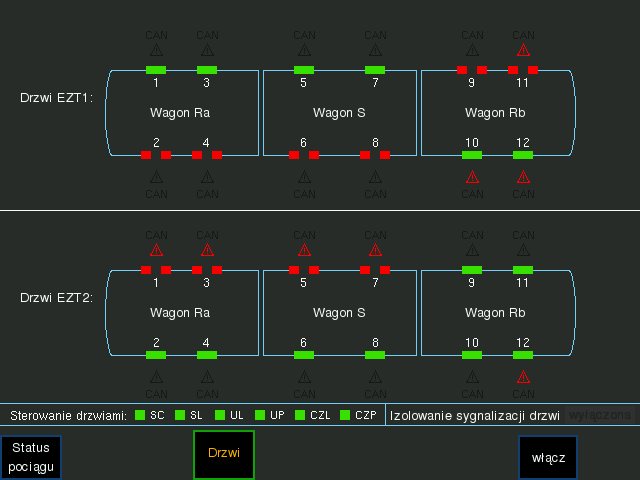 CAN CAN CAN CAN CAN CAN
1 3 5 7 9 11
Drzwi EZT1:
Wagon Ra Wagon S Wagon Rb
2 4 6 8 10 12
CAN CAN CAN CAN CAN CAN
CAN CAN CAN CAN CAN CAN
1 3 5 7 9 11
Drzwi EZT2:
Wagon Ra Wagon S Wagon Rb
2 4 6 8 10 12
CAN CAN CAN CAN CAN CAN
Sterowanie drzwiami: SC SL UL UP CZL CZP Izolowanie sygnalizacji drzwi wyłączona
Status
pociągu
Drzwi
włącz